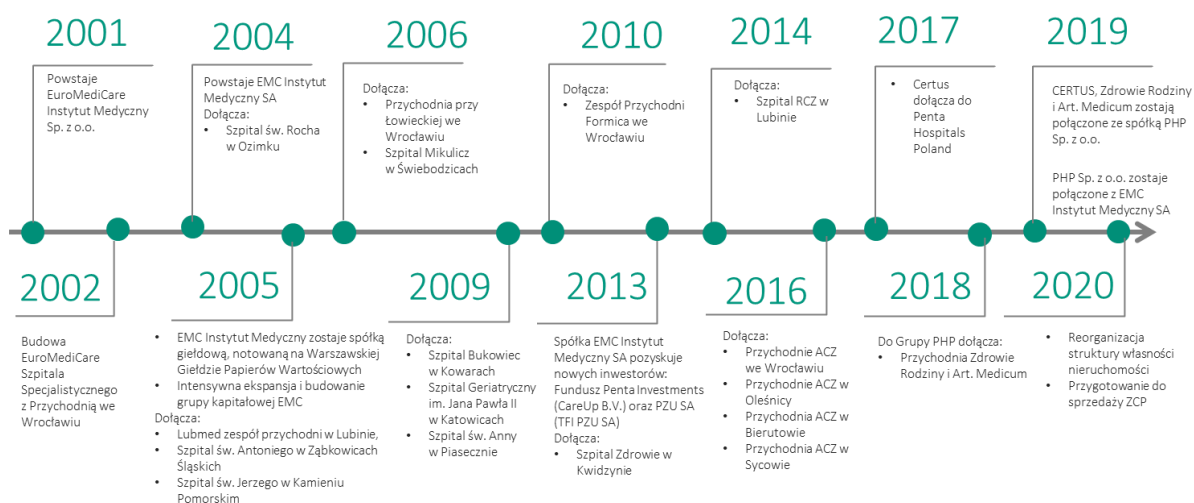 2001
Powstaje
EuroMediCare
Instytut Medyczny
Sp. z o.o.
2004
Powstaje EMC Instytut
Medyczny SA
Dołącza:
• Szpital św. Rocha
w Ozimku
2006
Dołącza:
• Przychodnia przy
Łowieckiej we
Wrocławiu
• Szpital Mikulicz
w Świebodzicach
2010
Dołącza:
• Zespół Przychodni
Formica we
Wrocławiu
2014
Dołącza:
• Szpital RCZ w
Lubinie
2017
• Certus
dołącza do
Penta
Hospitals
Poland
2019
CERTUS, Zdrowie Rodziny
i Art. Medicum zostają
połączone ze spółką PHP
Sp. z o.o.
PHP Sp. z o.o. zostaje
połączone z EMC
Instytut Medyczny SA
2002
Budowa
EuroMediCare
Szpitala
Specjalistycznego
z Przychodnią we
Wrocławiu
2005
• EMC Instytut Medyczny zostaje spółką
giełdową, notowaną na Warszawskiej
Giełdzie Papierów Wartościowych
• Intensywna ekspansja i budowanie
grupy kapitałowej EMC
Dołącza:
• Lubmed zespół przychodni w Lubinie,
• Szpital św. Antoniego w Ząbkowicach
Śląskich
• Szpital św. Jerzego w Kamieniu
Pomorskim
2009
Dołącza:
• Szpital Bukowiec
w Kowarach
• Szpital Geriatryczny
im. Jana Pawła II
w Katowicach
• Szpital św. Anny
w Piasecznie
2013
Spółka EMC Instytut
Medyczny SA pozyskuje
nowych inwestorów:
Fundusz Penta Investments
(CareUp B.V.) oraz PZU SA
(TFI PZU SA)
Dołącza:
• Szpital Zdrowie w
Kwidzynie
2016
Dołącza:
• Przychodnie ACZ
we Wrocławiu
• Przychodnie ACZ w
Oleśnicy
• Przychodnia ACZ w
Bierutowie
• Przychodnia ACZ w
Sycowie
2018
Do Grupy PHP dołącza:
• Przychodnia Zdrowie
Rodziny i Art. Medicum
2020
• Reorganizacja
struktury własności
nieruchomości
• Przygotowanie do
sprzedaży ZCP